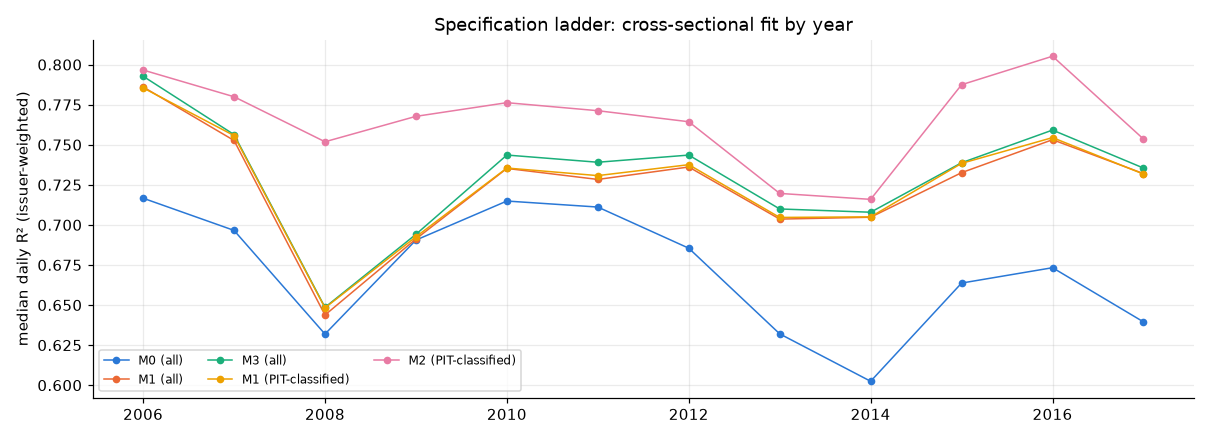 Specification ladder: cross-sectional fit by year
median daily R² (issuer-weighted)
0.800
0.775
0.750
0.725
0.700
0.675
0.650
0.625
0.600
M0 (all)
M1 (all)
M3 (all)
M1 (PIT-classified)
M2 (PIT-classified)
2006
2008
2010
2012
2014
2016